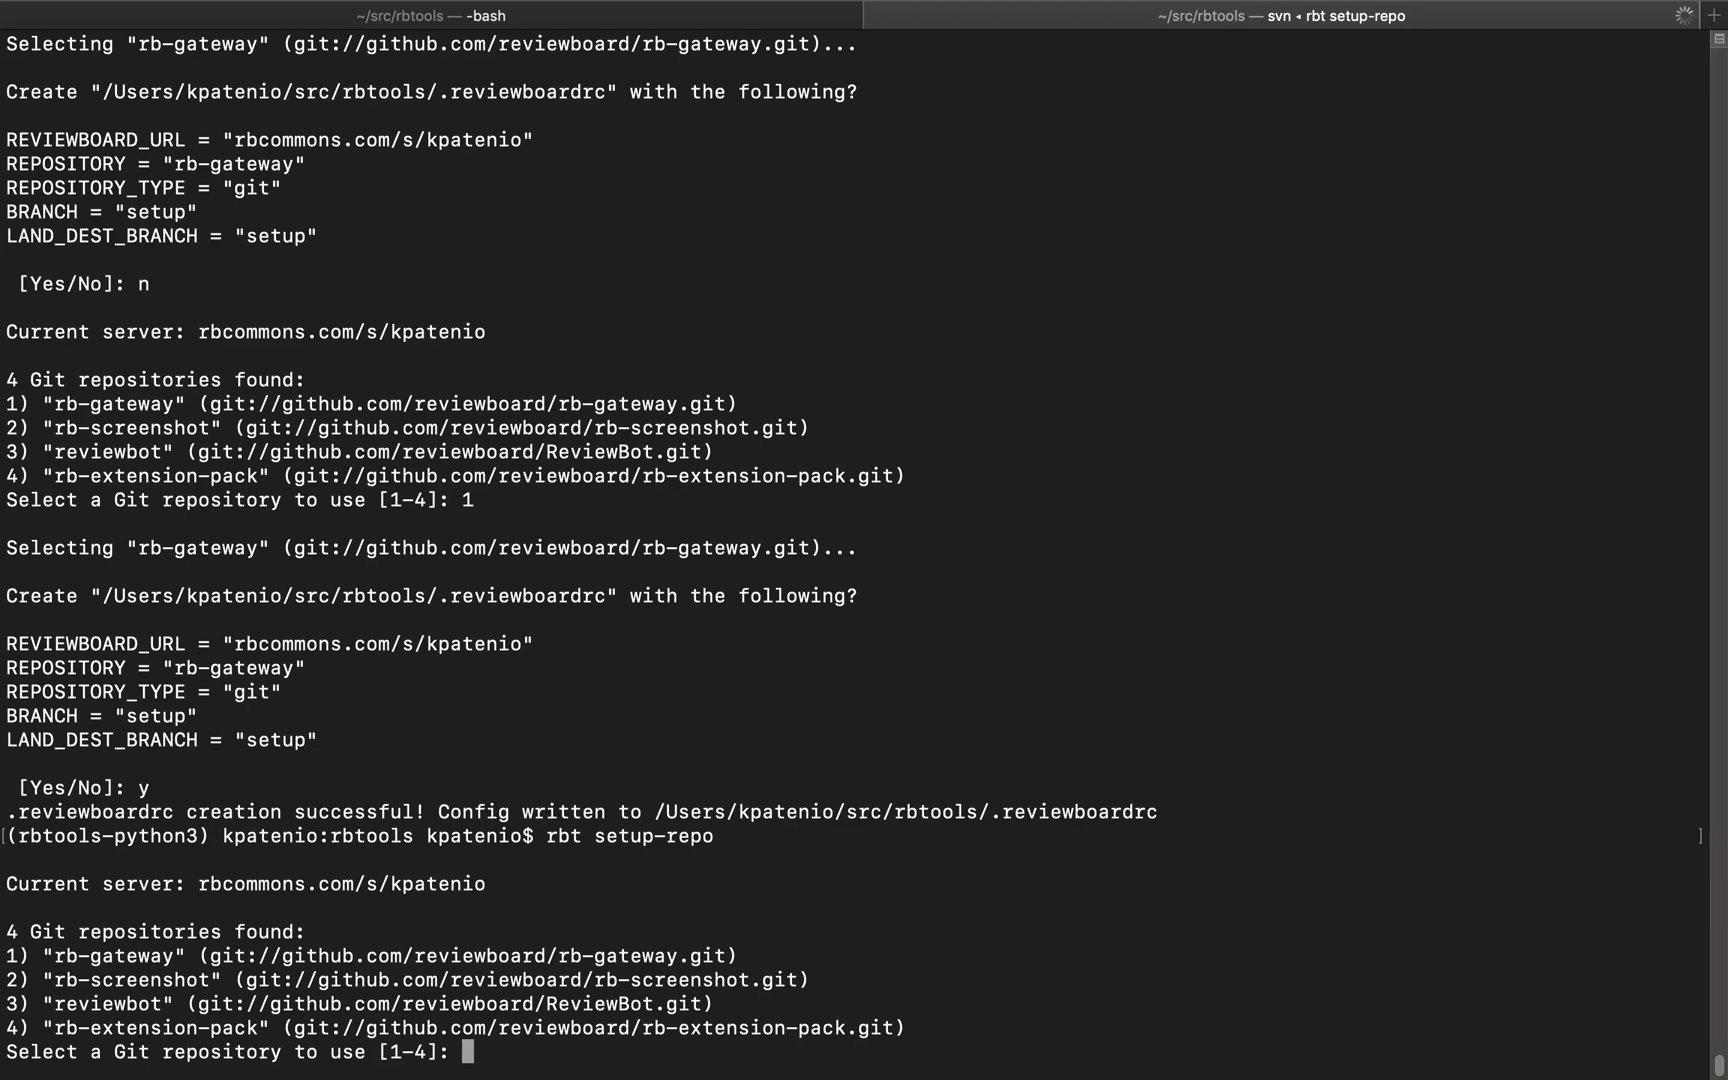 ~/src/rbtools — -bash
~/src/rbtools — svn ◂ rbt setup-repo
Selecting "rb-gateway" (git://github.com/reviewboard/rb-gateway.git)...
Create "/Users/kpatenio/src/rbtools/.reviewboardrc" with the following?
REVIEWBOARD_URL = "rbcommons.com/s/kpatenio"
REPOSITORY = "rb-gateway"
REPOSITORY_TYPE = "git"
BRANCH = "setup"
LAND_DEST_BRANCH = "setup"
[Yes/No]: n
Current server: rbcommons.com/s/kpatenio
4 Git repositories found:
1) "rb-gateway" (git://github.com/reviewboard/rb-gateway.git)
2) "rb-screenshot" (git://github.com/reviewboard/rb-screenshot.git)
3) "reviewbot" (git://github.com/reviewboard/ReviewBot.git)
4) "rb-extension-pack" (git://github.com/reviewboard/rb-extension-pack.git)
Select a Git repository to use [1-4]: 1
Selecting "rb-gateway" (git://github.com/reviewboard/rb-gateway.git)...
Create "/Users/kpatenio/src/rbtools/.reviewboardrc" with the following?
REVIEWBOARD_URL = "rbcommons.com/s/kpatenio"
REPOSITORY = "rb-gateway"
REPOSITORY_TYPE = "git"
BRANCH = "setup"
LAND_DEST_BRANCH = "setup"
[Yes/No]: y
.reviewboardrc creation successful! Config written to /Users/kpatenio/src/rbtools/.reviewboardrc
[(rbtools-python3) kpatenio:rbtools kpatenio$ rbt setup-repo ]
Current server: rbcommons.com/s/kpatenio
4 Git repositories found:
1) "rb-gateway" (git://github.com/reviewboard/rb-gateway.git)
2) "rb-screenshot" (git://github.com/reviewboard/rb-screenshot.git)
3) "reviewbot" (git://github.com/reviewboard/ReviewBot.git)
4) "rb-extension-pack" (git://github.com/reviewboard/rb-extension-pack.git)
Select a Git repository to use [1-4]: